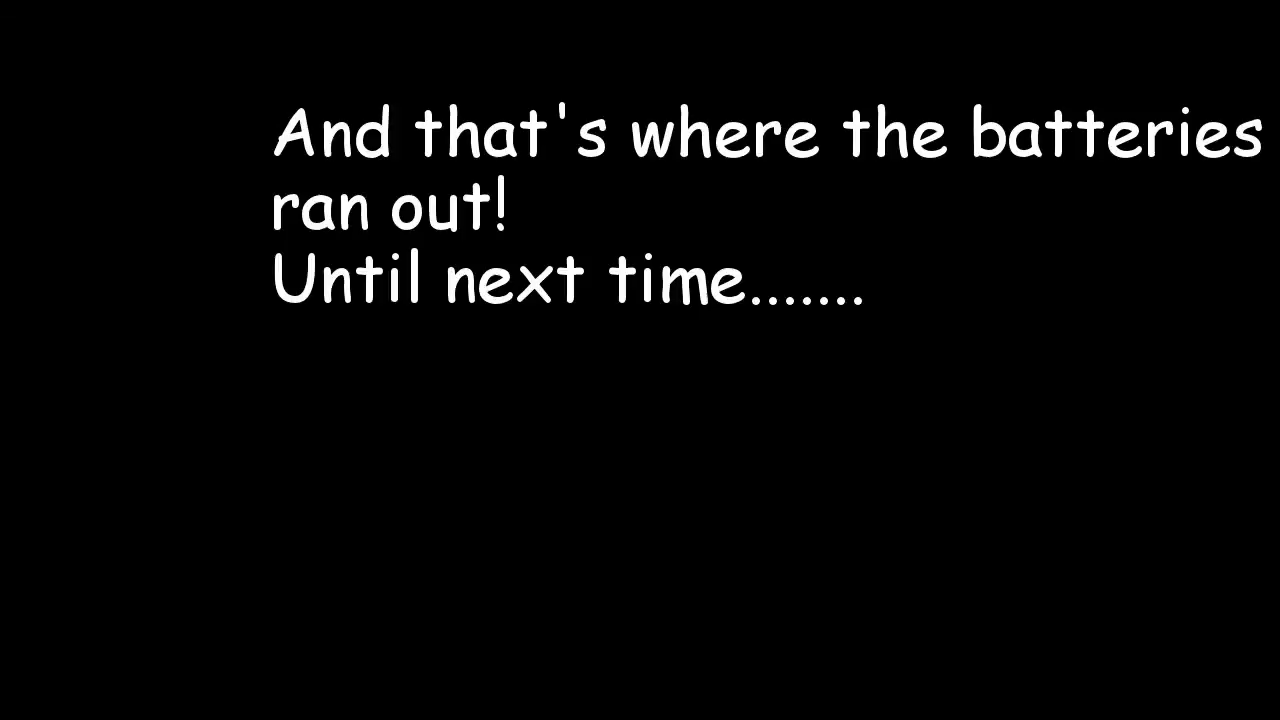 And that's where the batteries
ran out!
Until next time.......